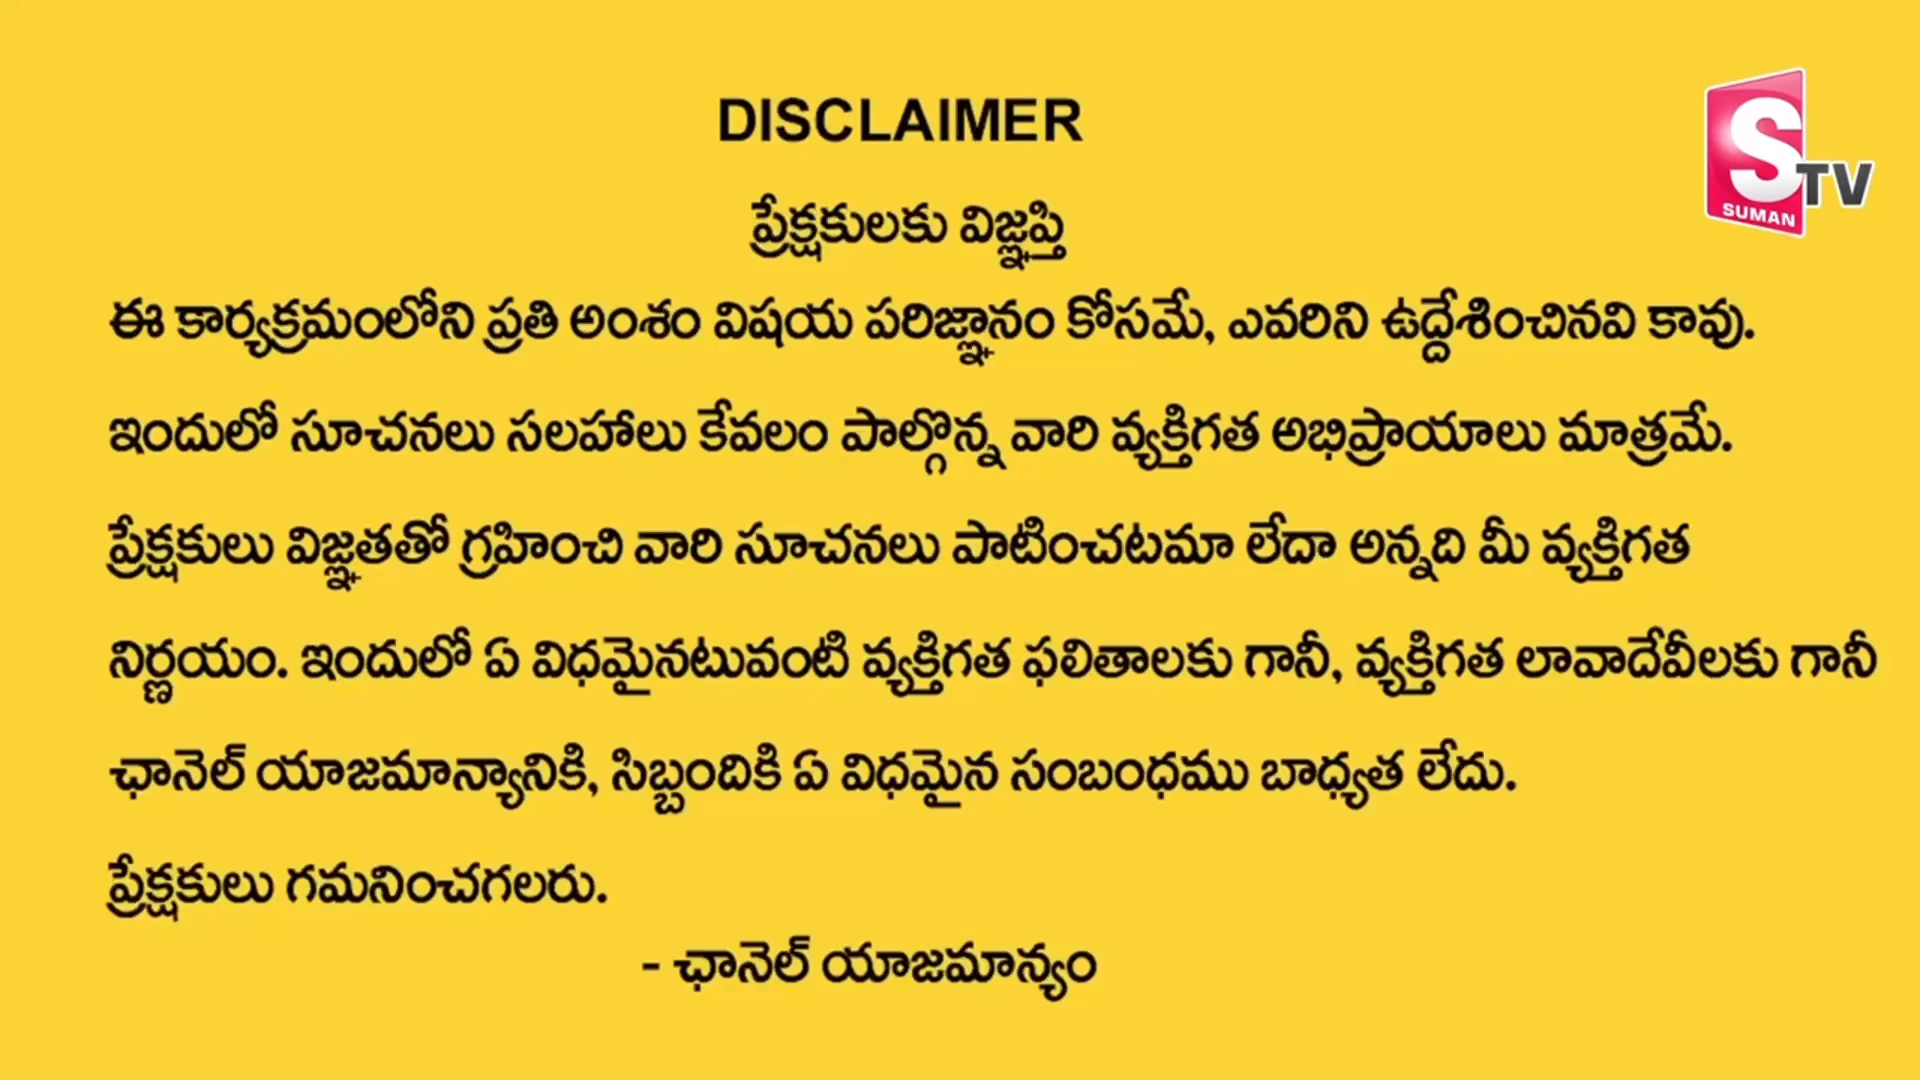 DISCLAIMER
S TV
SUMAN
ప్రేక్షకులకు విజ్ఞప్తి
ఈ కార్యక్రమంలోని ప్రతి అంశం విషయ పరిజ్ఞానం కోసమే, ఎవరిని ఉద్దేశించినవి కావు.
ఇందులో సూచనలు సలహాలు కేవలం పాల్గొన్న వారి వ్యక్తిగత అభిప్రాయాలు మాత్రమే.
ప్రేక్షకులు విజ్ఞతతో గ్రహించి వారి సూచనలు పాటించటమా లేదా అన్నది మీ వ్యక్తిగత
నిర్ణయం. ఇందులో ఏ విధమైనటువంటి వ్యక్తిగత ఫలితాలకు గానీ, వ్యక్తిగత లావాదేవీలకు గానీ
ఛానెల్ యాజమాన్యానికి, సిబ్బందికి ఏ విధమైన సంబంధము బాధ్యత లేదు.
ప్రేక్షకులు గమనించగలరు.
- ఛానెల్ యాజమాన్యం